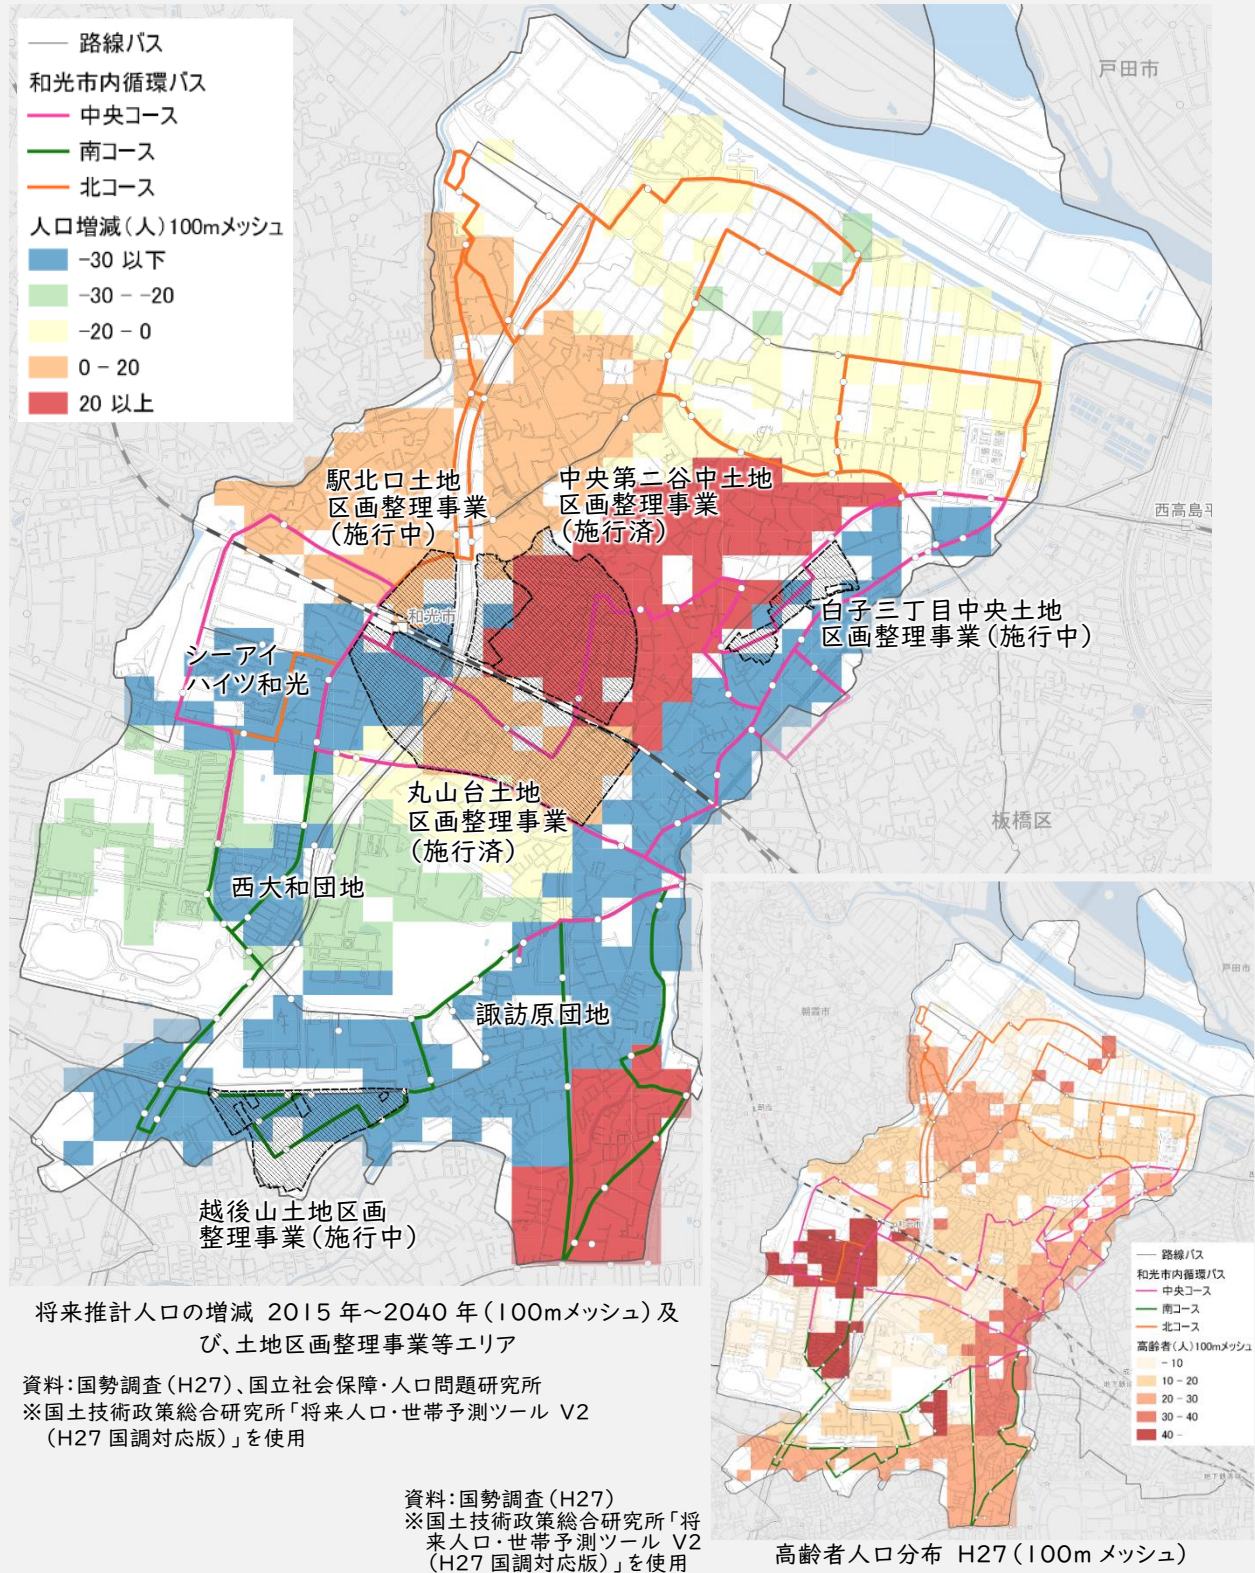 路線バス
和光市内循環バス
中央コース
南コース
北コース
人口増減(人)100mメッシュ
-30 以下
-30 – -20
-20 – 0
0 – 20
20 以上
戸田市
駅北口土地
区画整理事業
(施行中)
中央第二谷中土地
区画整理事業
(施行済)
西高島平
和光市
白子三丁目中央土地
区画整理事業(施行中)
シーアイ
ハイツ和光
丸山台土地
区画整理事業
(施行済)
板橋区
西大和団地
諏訪原団地
越後山土地区画
整理事業(施行中)
将来推計人口の増減 2015 年~2040 年(100mメッシュ)及
び、土地区画整理事業等エリア
資料:国勢調査(H27)、国立社会保障・人口問題研究所
※国土技術政策総合研究所「将来人口・世帯予測ツール V2
(H27 国調対応版)」を使用
戸田市
朝霞市
和光市
路線バス
和光市内循環バス
中央コース
南コース
北コース
高齢者(人)100mメッシュ
- 10
10 - 20
20 - 30
30 - 40
40 -
資料:国勢調査(H27)
※国土技術政策総合研究所「将
来人口・世帯予測ツール V2
(H27 国調対応版)」を使用
高齢者人口分布 H27(100m メッシュ)